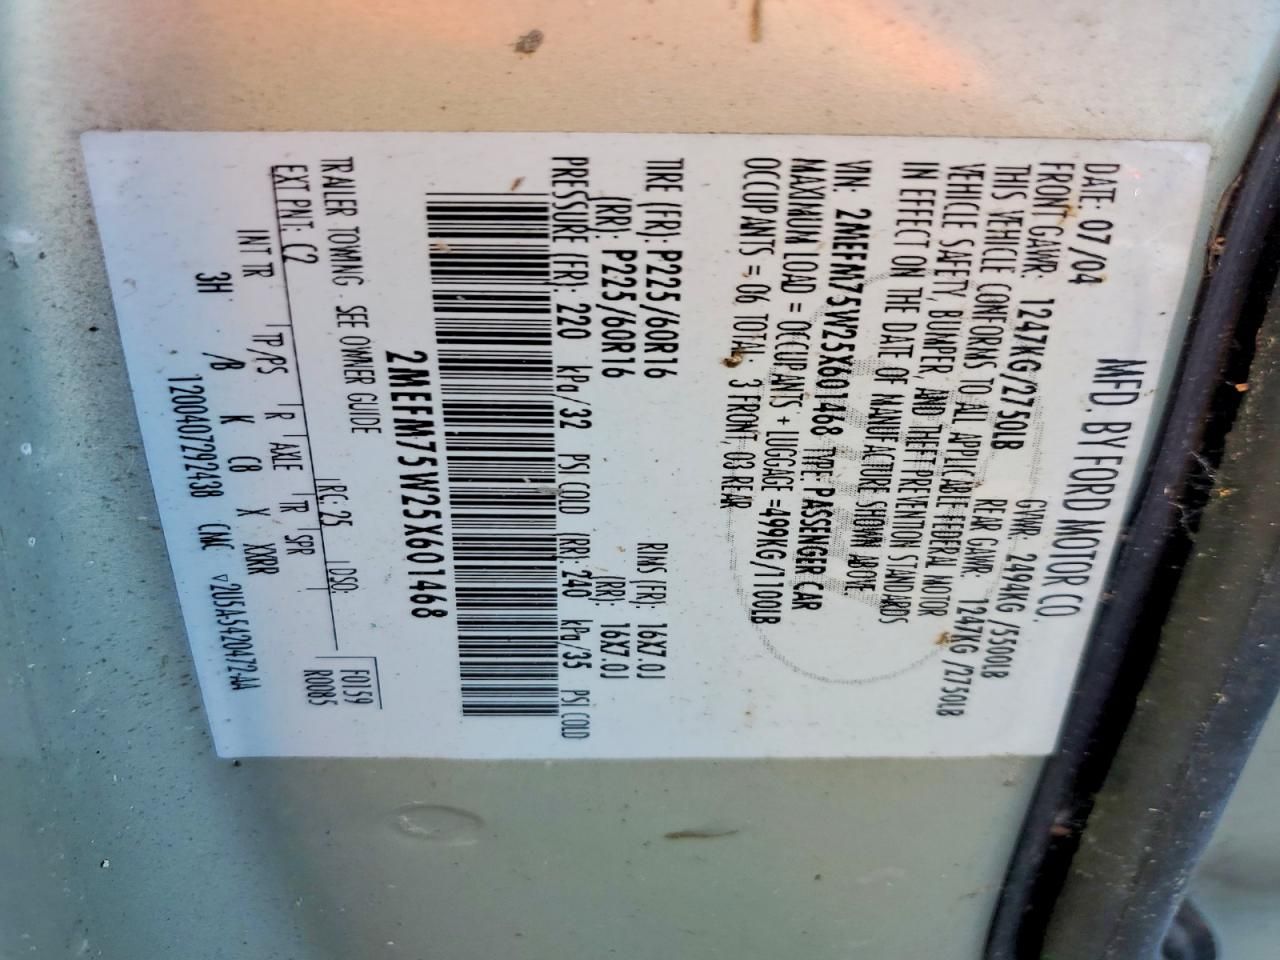 MFD. BY FORD MOTOR CO.
DATE: 07/04 GVWR: 2494KG / 5500LB
FRONT GAWR: 1247KG/2750LB REAR GAWR: 1247KG /2750LB
THIS VEHICLE CONFORMS TO ALL APPLICABLE FEDERAL MOTOR
VEHICLE SAFETY, BUMPER, AND THEFT PREVENTION STANDARDS
IN EFFECT ON THE DATE OF MANUFACTURE SHOWN ABOVE.
VIN: 2MEFM75W25X601468 TYPE: PASSENGER CAR
MAXIMUM LOAD = OCCUPANTS + LUGGAGE =499KG/1100LB
OCCUPANTS = 06 TOTAL, 3 FRONT, 03 REAR
TIRE (FR): P225/60R16 RIMS (FR): 16X7.0J
(RR): P225/60R16 (RR): 16X7.0J
PRESSURE (FR): 220 kPa/32 PSI COLD (RR): 240 kPa/35 PSI COLD
2MEFM75W25X601468
TRAILER TOWING SEE OWNER GUIDE F0159
RC: 25 DSO: R0085
EXT PNT: C2
INT TR TP/PS R AXLE TR SPR
3H /8 K C8 X XXRR
1200407292438 CMC